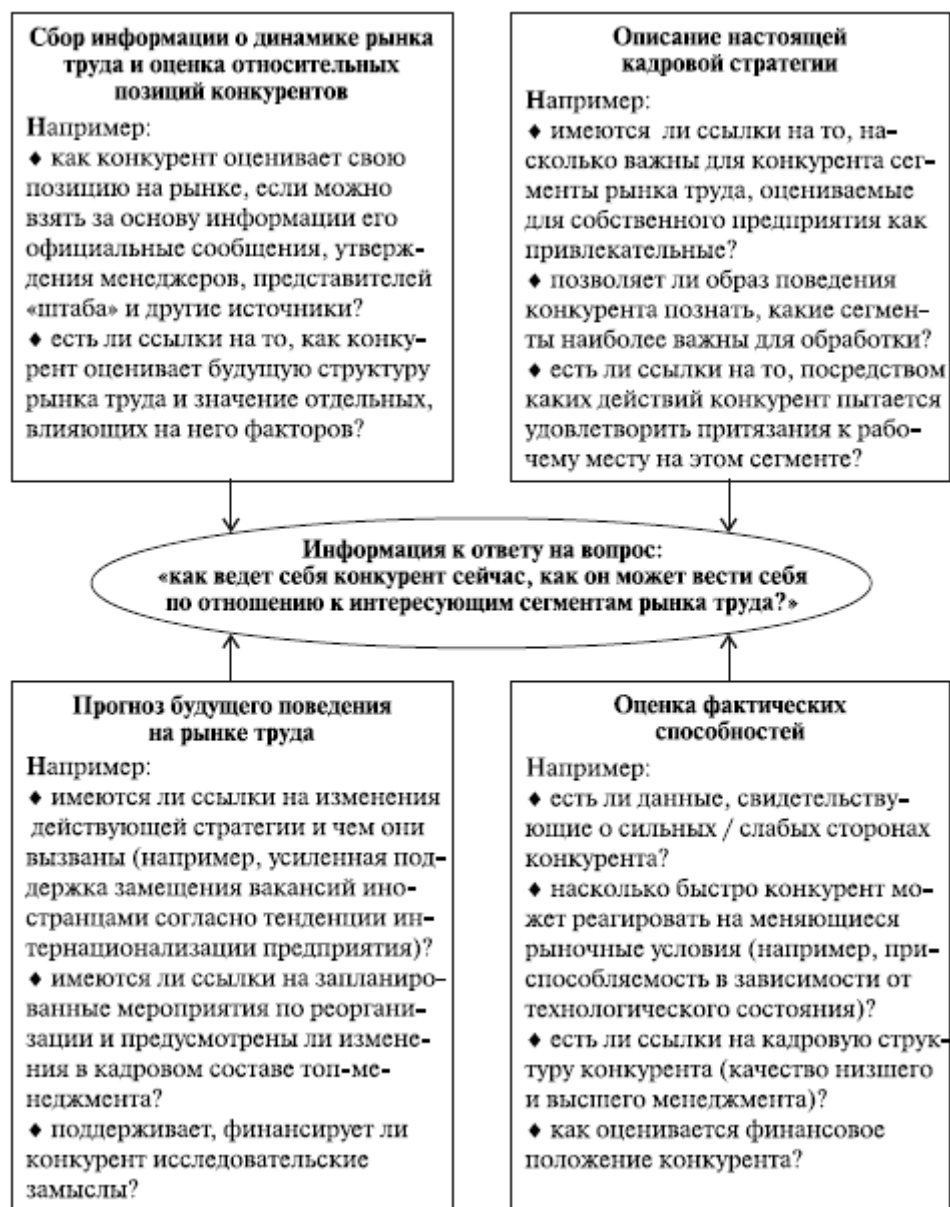 Сбор информации о динамике рынка
труда и оценка относительных
позиций конкурентов
Например:
♦ как конкурент оценивает свою
позицию на рынке, если можно
взять за основу информации его
официальные сообщения, утверж-
дения менеджеров, представителей
«штаба» и другие источники?
♦ есть ли ссылки на то, как конку-
рент оценивает будущую структуру
рынка труда и значение отдельных,
влияющих на него факторов?
Описание настоящей
кадровой стратегии
Например:
♦ имеются ли ссылки на то, на-
сколько важны для конкурента сег-
менты рынка труда, оцениваемые
для собственного предприятия как
привлекательные?
♦ позволяет ли образ поведения
конкурента познать, какие сегмен-
ты наиболее важны для обработки?
♦ есть ли ссылки на то, посредством
каких действий конкурент пытается
удовлетворить притязания к рабо-
чему месту на этом сегменте?
Информация к ответу на вопрос:
«как ведет себя конкурент сейчас, как он может вести себя
по отношению к интересующим сегментам рынка труда?»
Прогноз будущего поведения
на рынке труда
Например:
♦ имеются ли ссылки на изменения
действующей стратегии и чем они
вызваны (например, усиленная под-
держка замещения вакансий ино-
странцами согласно тенденции ин-
тернационализации предприятия)?
♦ имеются ли ссылки на запланиро-
ванные мероприятия по реоргани-
зации и предусмотрены ли измене-
ния в кадровом составе топ-ме-
неджмента?
♦ поддерживает, финансирует ли
конкурент исследовательские
замыслы?
Оценка фактических
способностей
Например:
♦ есть ли данные, свидетельству-
ющие о сильных / слабых сторонах
конкурента?
♦ насколько быстро конкурент мо-
жет реагировать на меняющиеся
рыночные условия (например, при-
способляемость в зависимости от
технологического состояния)?
♦ есть ли ссылки на кадровую струк-
туру конкурента (качество низшего
и высшего менеджмента)?
♦ как оценивается финансовое
положение конкурента?